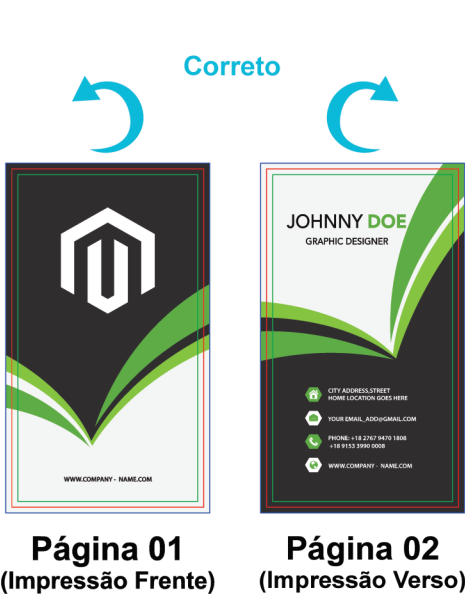 Correto
WWW.COMPANY - NAME.COM
Página 01
(Impressão Frente)
JOHNNY DOE
GRAPHIC DESIGNER
CITY ADDRESS,STREET
HOME LOCATION GOES HERE
YOUR EMAIL_ADD@GMAIL.COM
PHONE: +18 2767 9470 1808
+18 9153 3990 0008
WWW.COMPANY - NAME.COM
Página 02
(Impressão Verso)